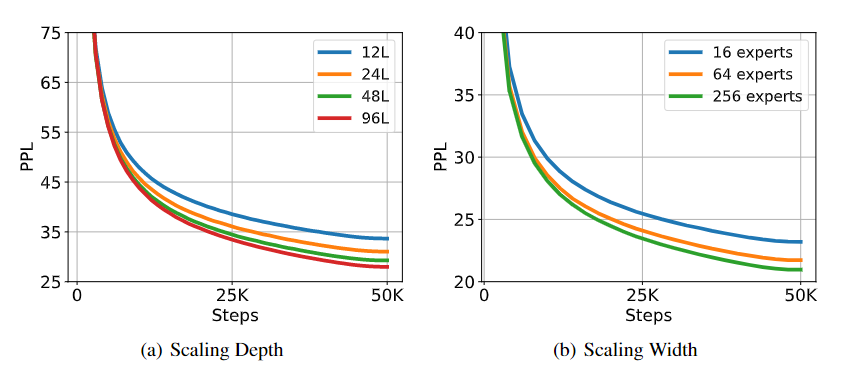 75
65
55
45
35
25
PPL
0
25K
50K
Steps
12L
24L
48L
96L
(a) Scaling Depth
40
35
30
25
20
PPL
0
25K
50K
Steps
16 experts
64 experts
256 experts
(b) Scaling Width